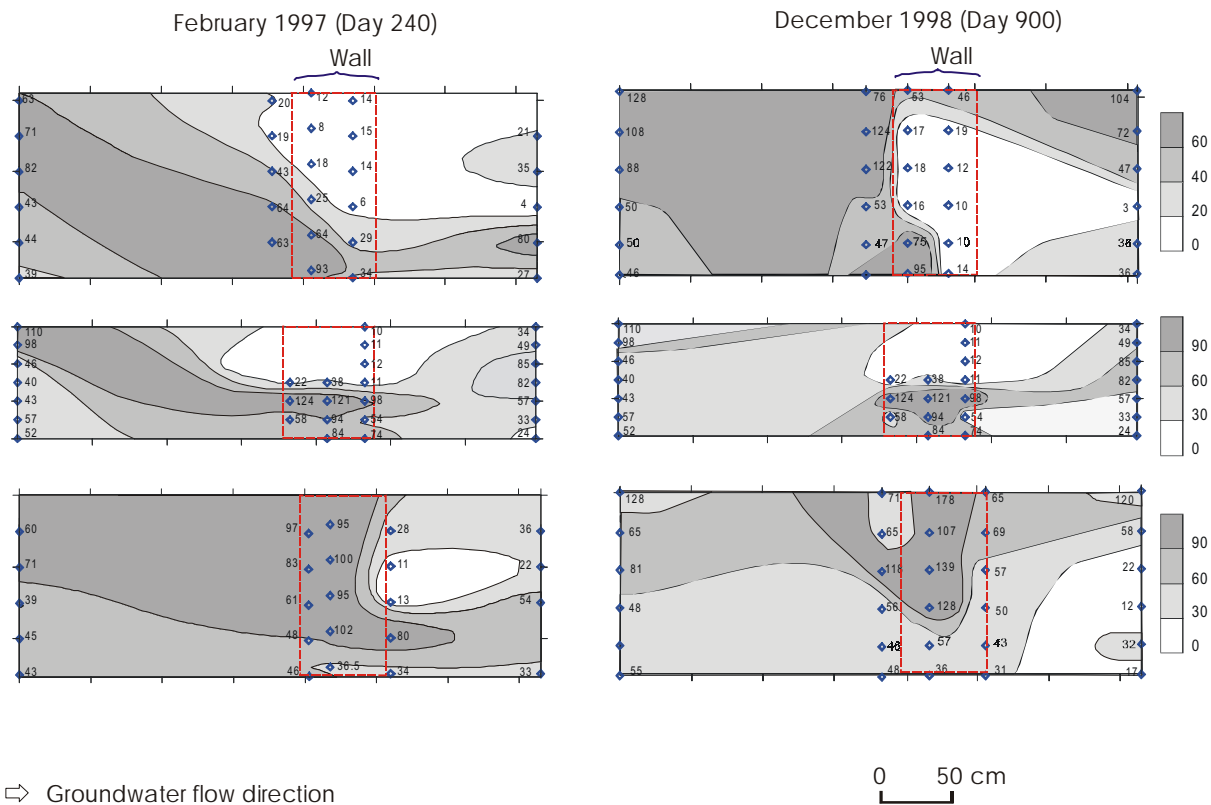 February 1997 (Day 240)
December 1998 (Day 900)
Wall
Wall
63 20 12 14
71 19 8 15 21
82 43 18 14 35
43 64 25 6 4
44 63 64 29 80
39 93 34 27
128 76 53 46 104
108 124 17 19 72
88 122 18 12 47
50 53 16 10 3
50 47 75 10
46 95 14 36
60
40
20
0
110 10 34
98 11 49
46 12 85
40 22 38 11 82
43 124 121 98 57
57 58 94 54 33
52 84 74 24
110 10 34
98 11 49
46 12 85
40 22 38 11 82
43 124 121 98 57
57 58 94 54 33
52 84 74 24
90
60
30
0
60 97 95 28 36
71 83 100 11 22
39 61 95 13 54
45 48 102 80
43 46 36.5 34 33
128 71 178 65 120
65 65 107 69 58
81 118 139 57 22
48 56 128 50 12
57 43 32
55 48 36 31 17
90
60
30
0
Groundwater flow direction
0 50 cm